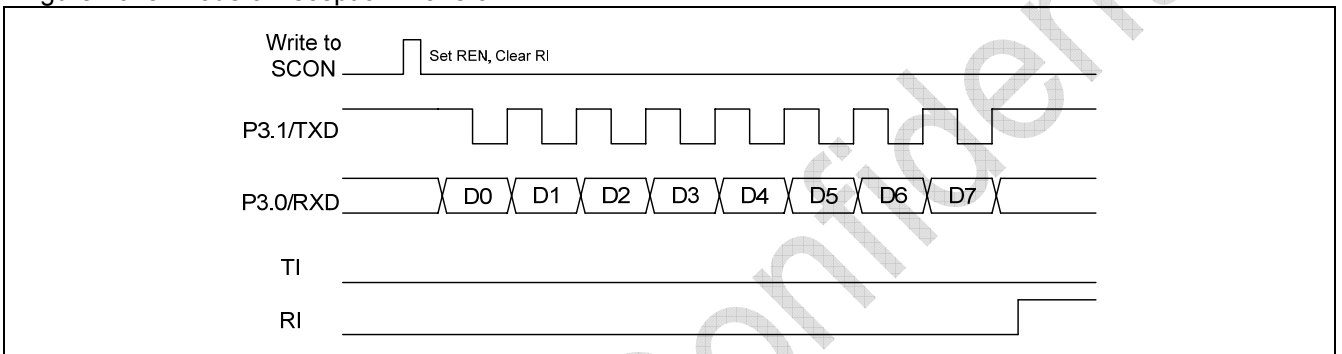 Write to
SCON
Set REN, Clear RI
P3.1/TXD
P3.0/RXD
D0 D1 D2 D3 D4 D5 D6 D7
TI
RI